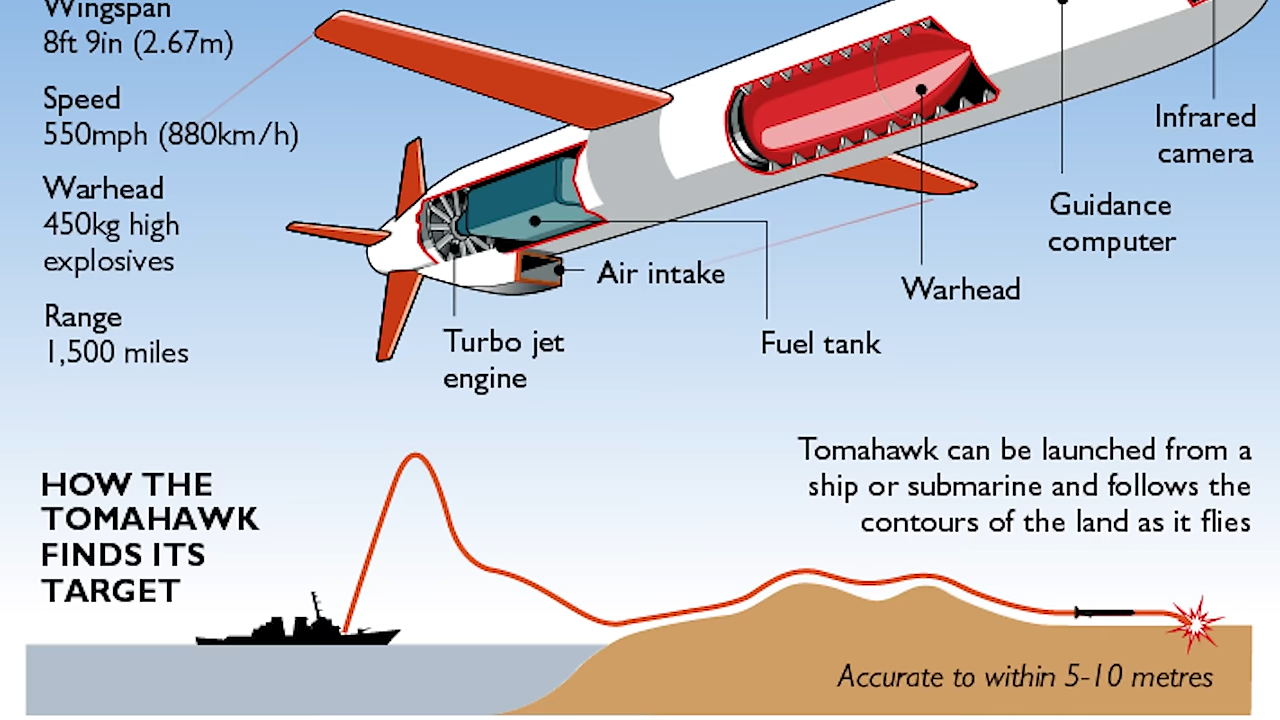 Wingspan
8ft 9in (2.67m)
Speed
550mph (880km/h)
Warhead
450kg high
explosives
Range
1,500 miles
Infrared
camera
Guidance
computer
Warhead
Air intake
Turbo jet
engine
Fuel tank
HOW THE
TOMAHAWK
FINDS ITS
TARGET
Tomahawk can be launched from a
ship or submarine and follows the
contours of the land as it flies
Accurate to within 5-10 metres